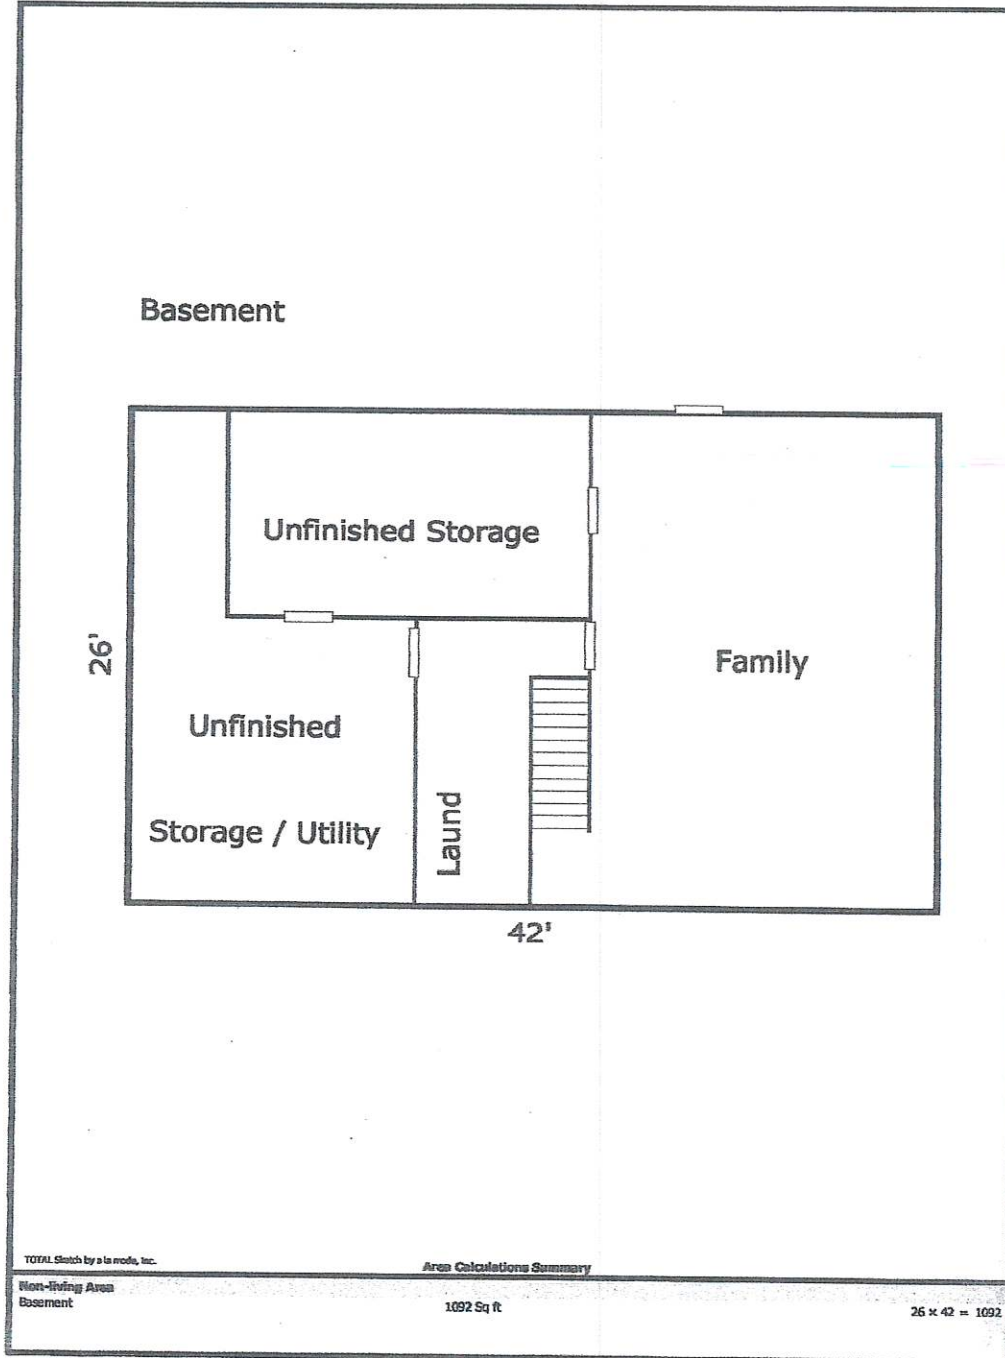 Basement
Unfinished Storage
26'
Family
Unfinished
Storage / Utility
Laund
42'
TOTAL Sketch by a la mode, inc.
Area Calculations Summary
Non-living Area
Basement 1092 Sq ft 26 x 42 = 1092